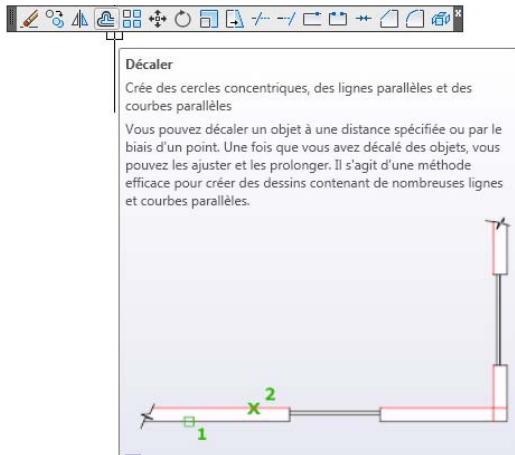 Décaler
Crée des cercles concentriques, des lignes parallèles et des
courbes parallèles
Vous pouvez décaler un objet à une distance spécifiée ou par le
biais d'un point. Une fois que vous avez décalé des objets, vous
pouvez les ajuster et les prolonger. Il s'agit d'une méthode
efficace pour créer des dessins contenant de nombreuses lignes
et courbes parallèles.
2
1